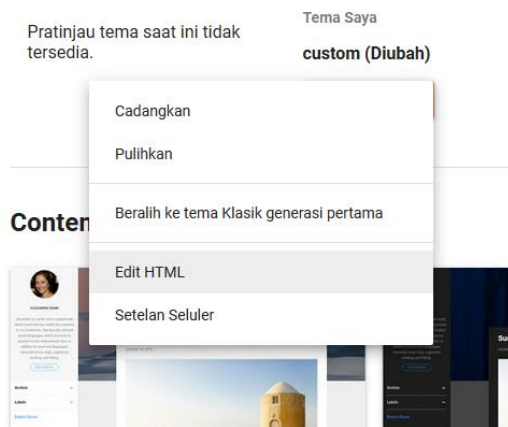 Tema Saya
Pratinjau tema saat ini tidak
tersedia.
custom (Diubah)
Cadangkan
Pulihkan
Beralih ke tema Klasik generasi pertama
Conten
Edit HTML
Setelan Seluler